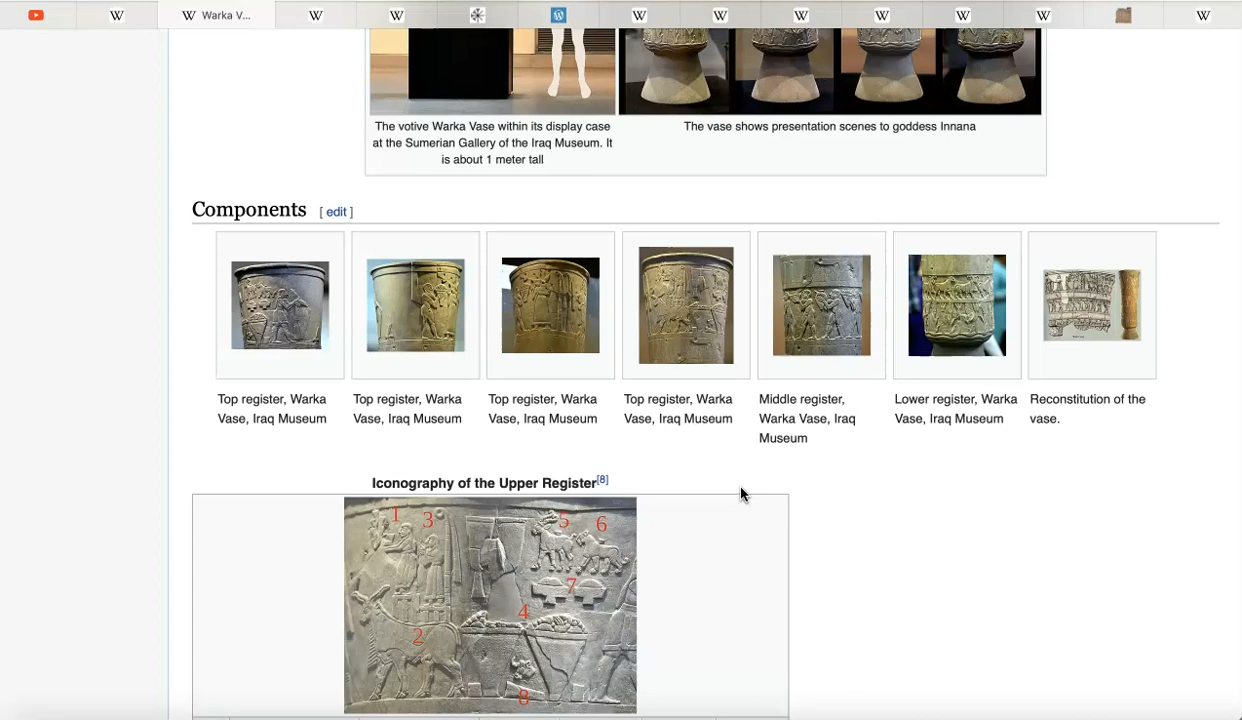 Warka V...
The votive Warka Vase within its display case
at the Sumerian Gallery of the Iraq Museum. It
is about 1 meter tall
The vase shows presentation scenes to goddess Innana
Components [ edit ]
Top register, Warka
Vase, Iraq Museum
Top register, Warka
Vase, Iraq Museum
Top register, Warka
Vase, Iraq Museum
Top register, Warka
Vase, Iraq Museum
Middle register,
Warka Vase, Iraq
Museum
Lower register, Warka
Vase, Iraq Museum
Reconstitution of the
vase.
Iconography of the Upper Register[8]
1 3 5 6
7
4
2
8